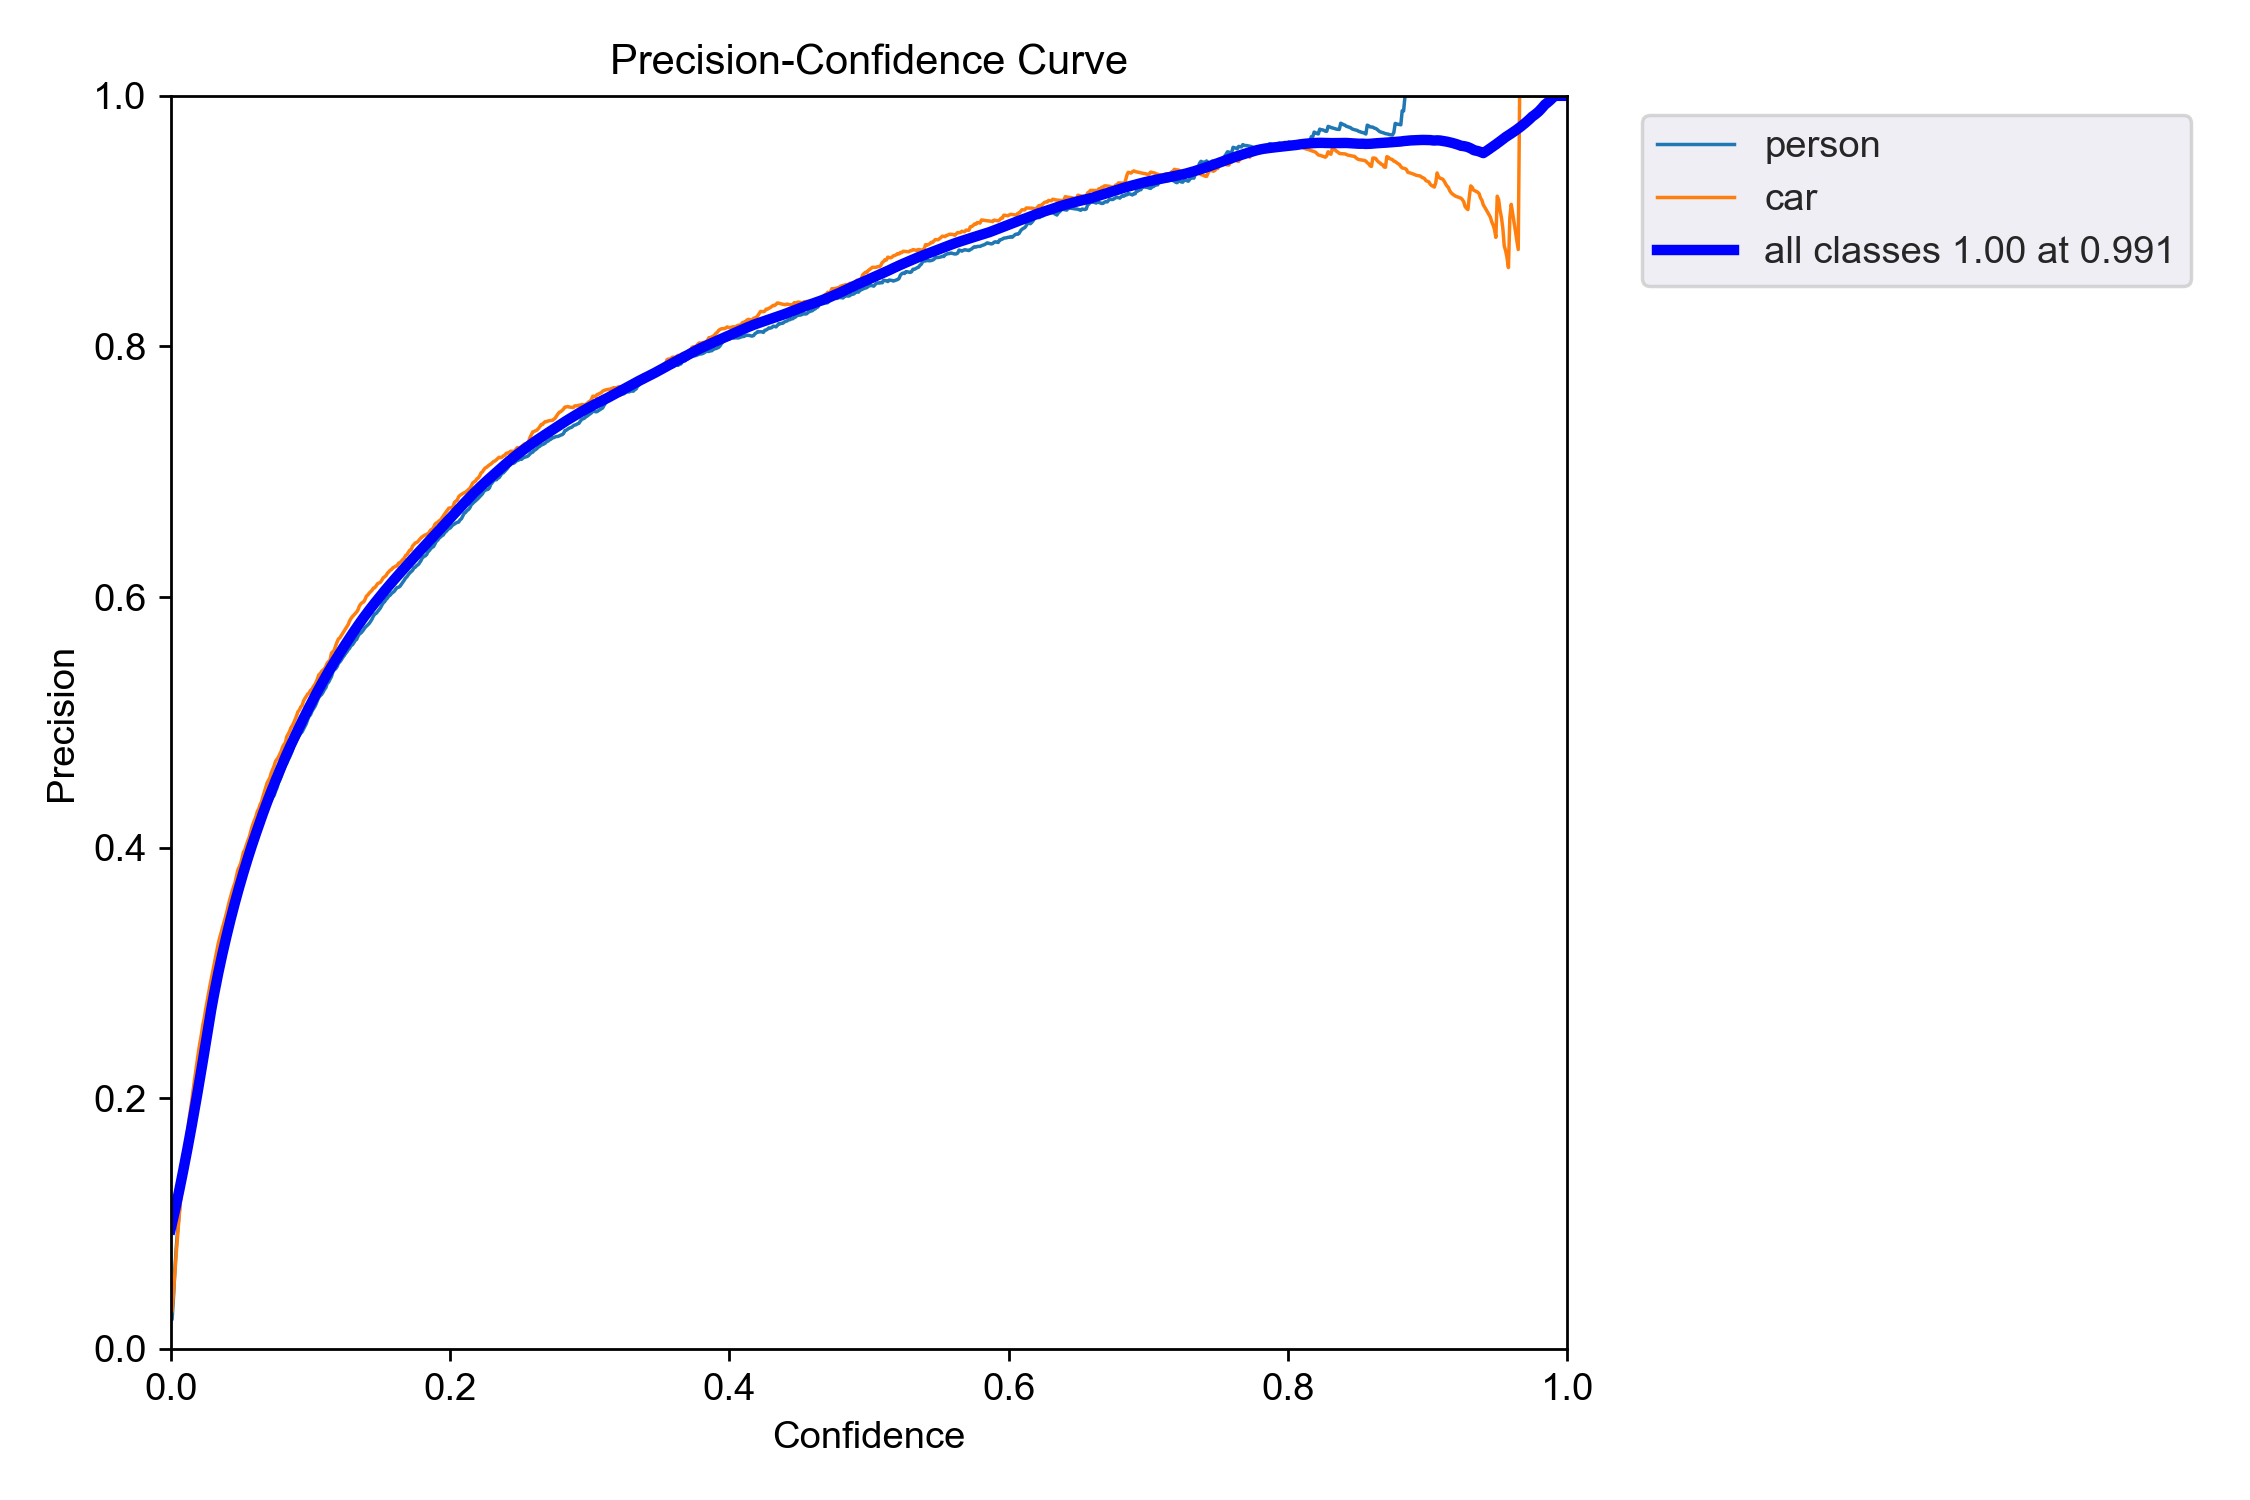 Precision-Confidence Curve
1.0
0.8
0.6
0.4
0.2
0.0
Precision
0.0 0.2 0.4 0.6 0.8 1.0
Confidence
person
car
all classes 1.00 at 0.991